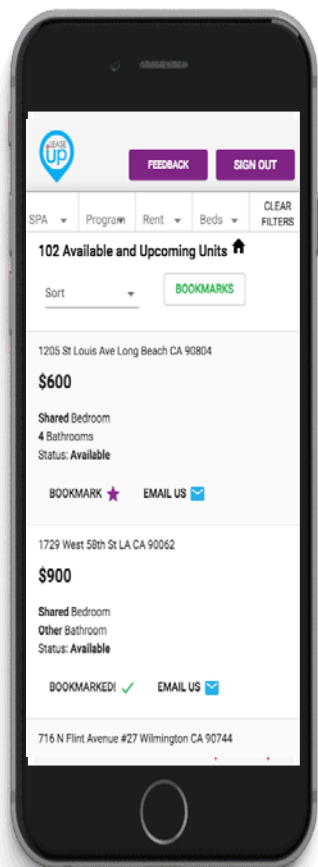 LEASE
UP
FEEDBACK
SIGN OUT
SPA
Program
Rent
Beds
CLEAR
FILTERS
102 Available and Upcoming Units
Sort
BOOKMARKS
1205 St Louis Ave Long Beach CA 90804
$600
Shared Bedroom
4 Bathrooms
Status: Available
BOOKMARK
EMAIL US
1729 West 58th St LA CA 90062
$900
Shared Bedroom
Other Bathroom
Status: Available
BOOKMARKED!
EMAIL US
716 N Flint Avenue #27 Wilmington CA 90744